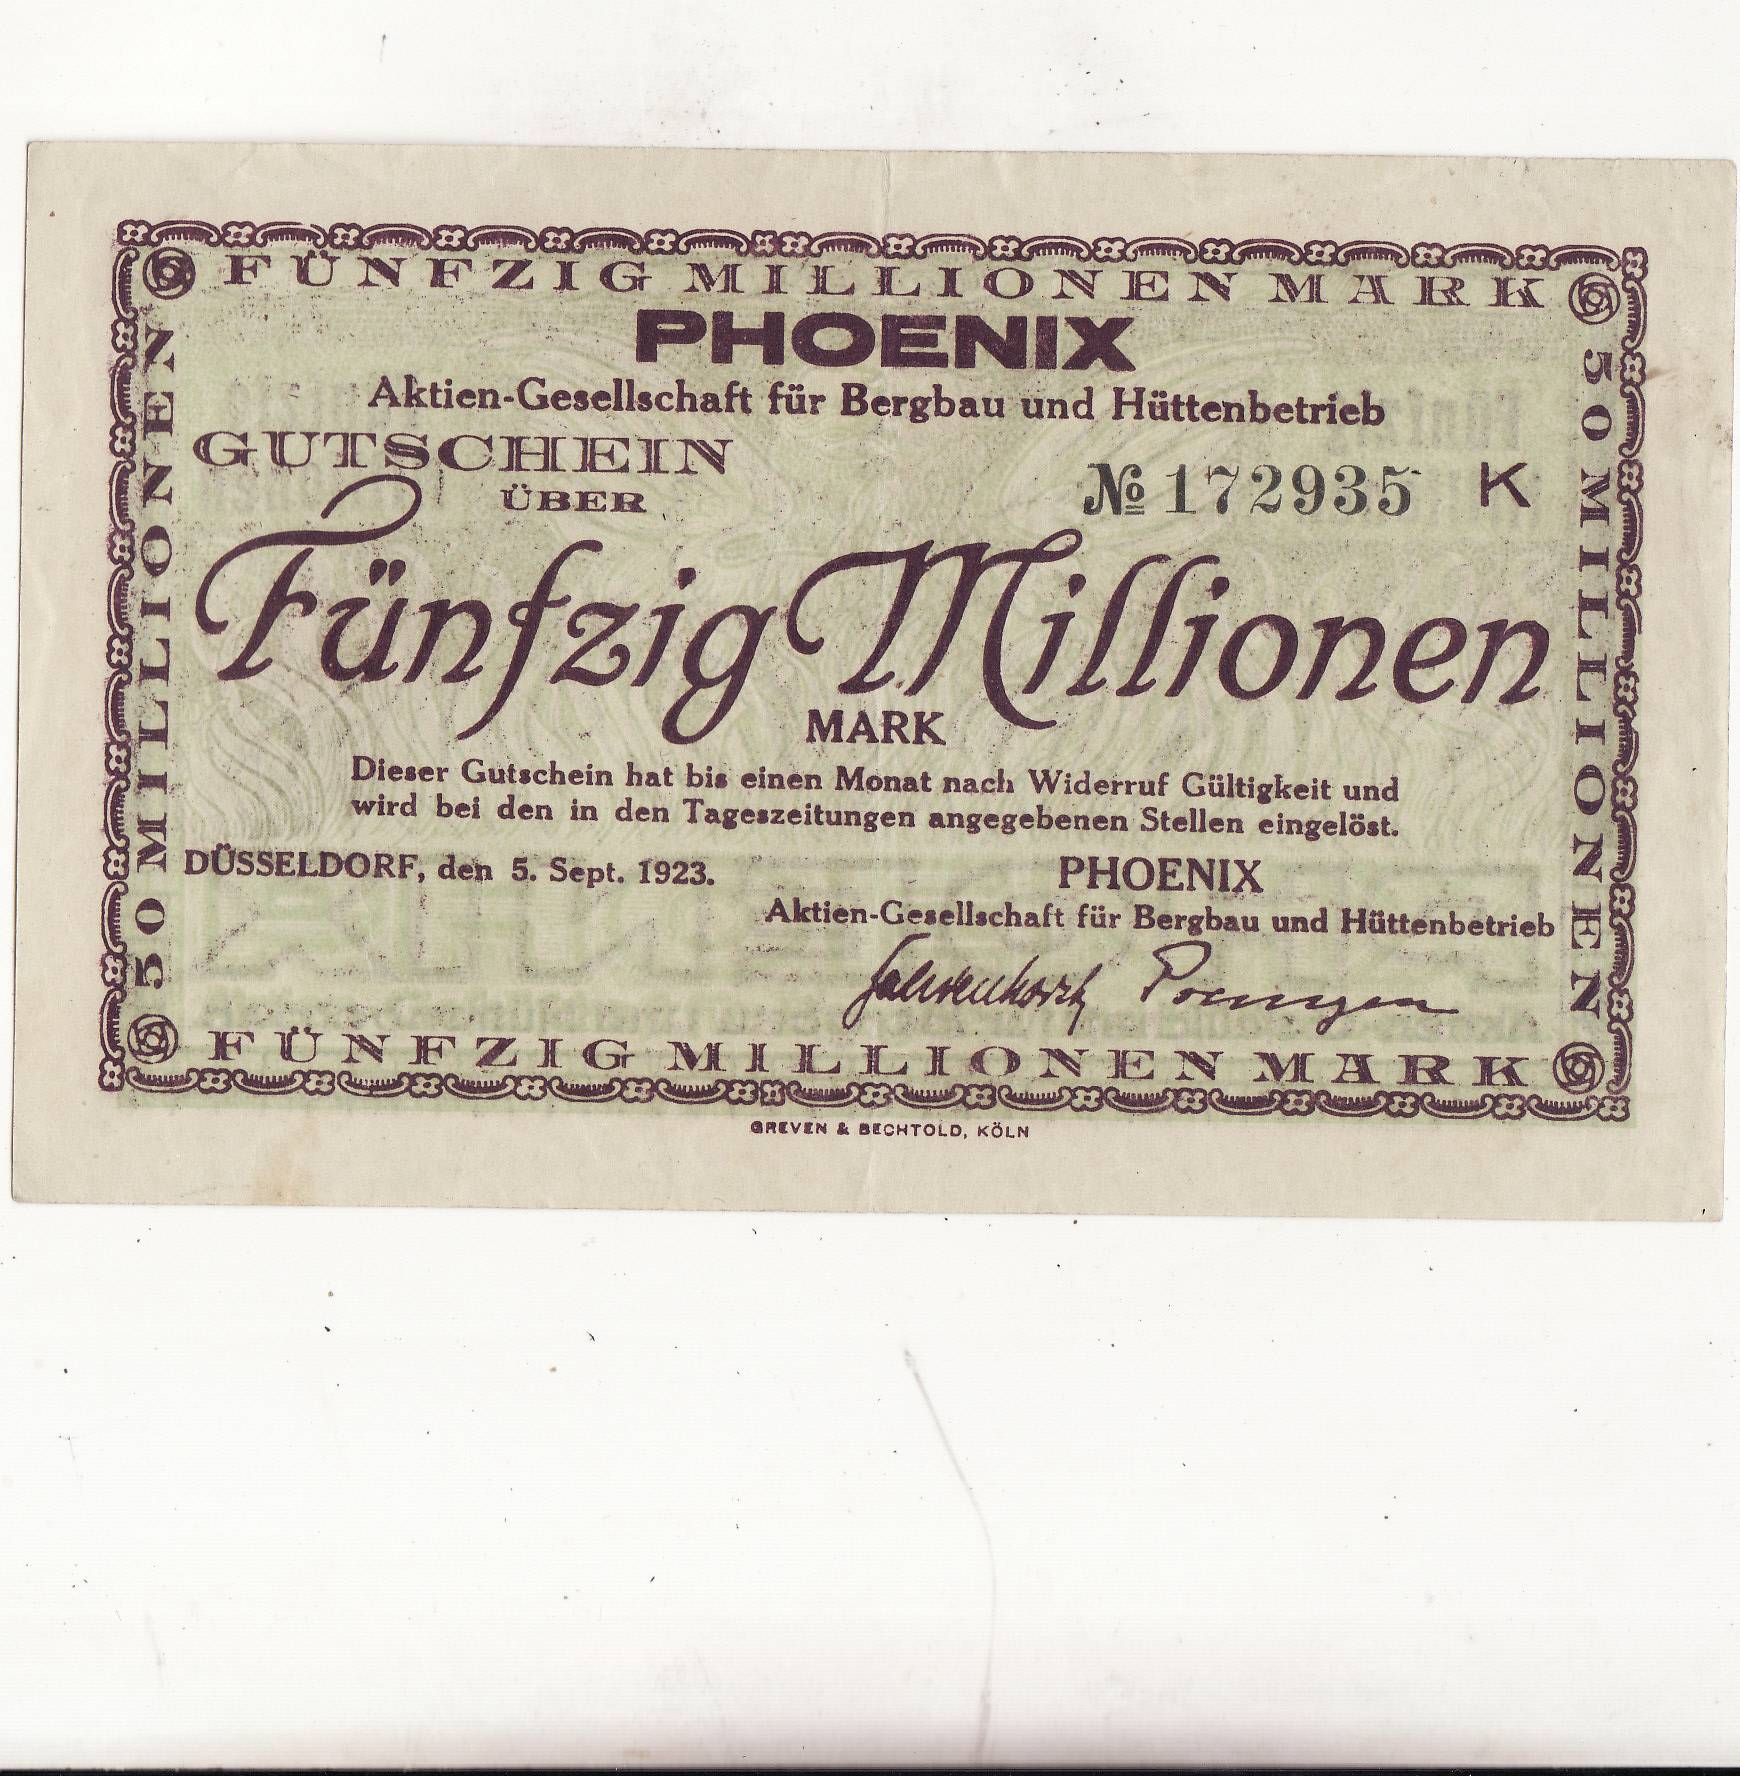 FÜNFZIG MILLIONEN MARK
50 MILLIONEN
50 MILLIONEN
PHOENIX
Aktien-Gesellschaft für Bergbau und Hüttenbetrieb
GUTSCHEIN
ÜBER
№ 172935 K
Fünfzig Millionen
MARK
Dieser Gutschein hat bis einen Monat nach Widerruf Gültigkeit und
wird bei den in den Tageszeitungen angegebenen Stellen eingelöst.
DÜSSELDORF, den 5. Sept. 1923.
PHOENIX
Aktien-Gesellschaft für Bergbau und Hüttenbetrieb
FÜNFZIG MILLIONEN MARK
GREVEN & BECHTOLD, KÖLN